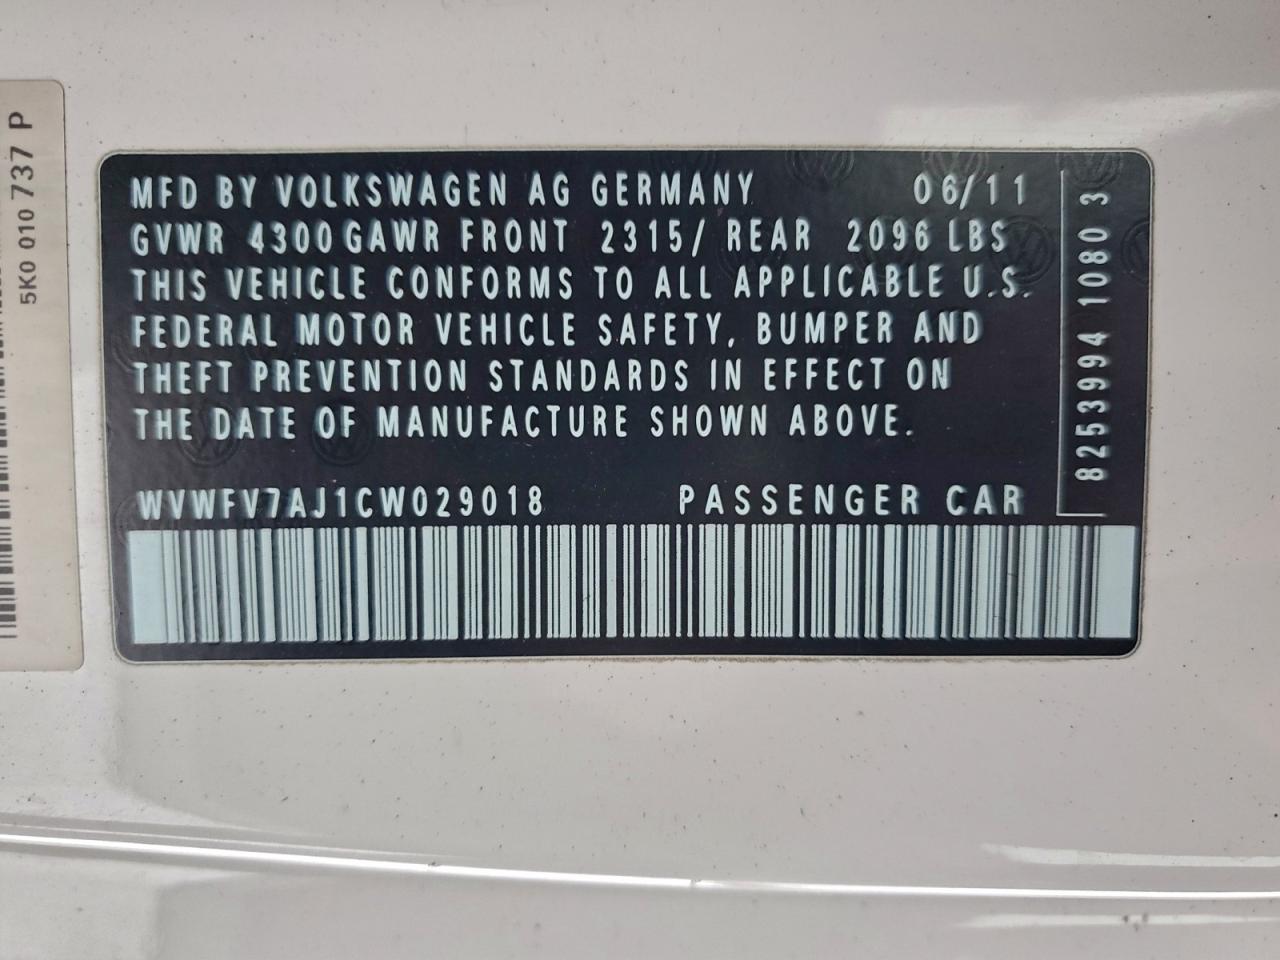 MFD BY VOLKSWAGEN AG GERMANY 06/11
GVWR 4300 GAWR FRONT 2315/ REAR 2096 LBS
THIS VEHICLE CONFORMS TO ALL APPLICABLE U.S.
FEDERAL MOTOR VEHICLE SAFETY, BUMPER AND
THEFT PREVENTION STANDARDS IN EFFECT ON
THE DATE OF MANUFACTURE SHOWN ABOVE.
WVWFV7AJ1CW029018 PASSENGER CAR
8253994 1080 3
5K0 010 737 P